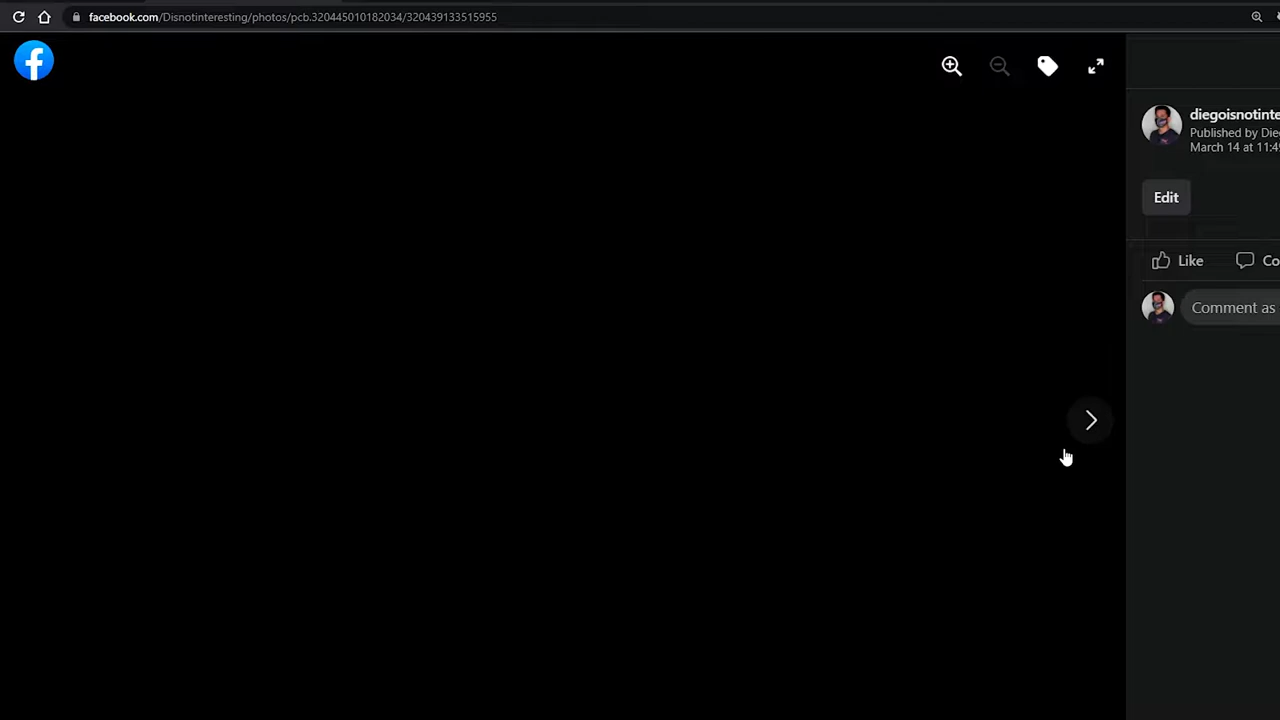 facebook.com/Disnotinteresting/photos/pcb.320445010182034/320439133515955
diegoisnotinte
Published by Die
March 14 at 11:4
Edit
Like
Co
Comment as